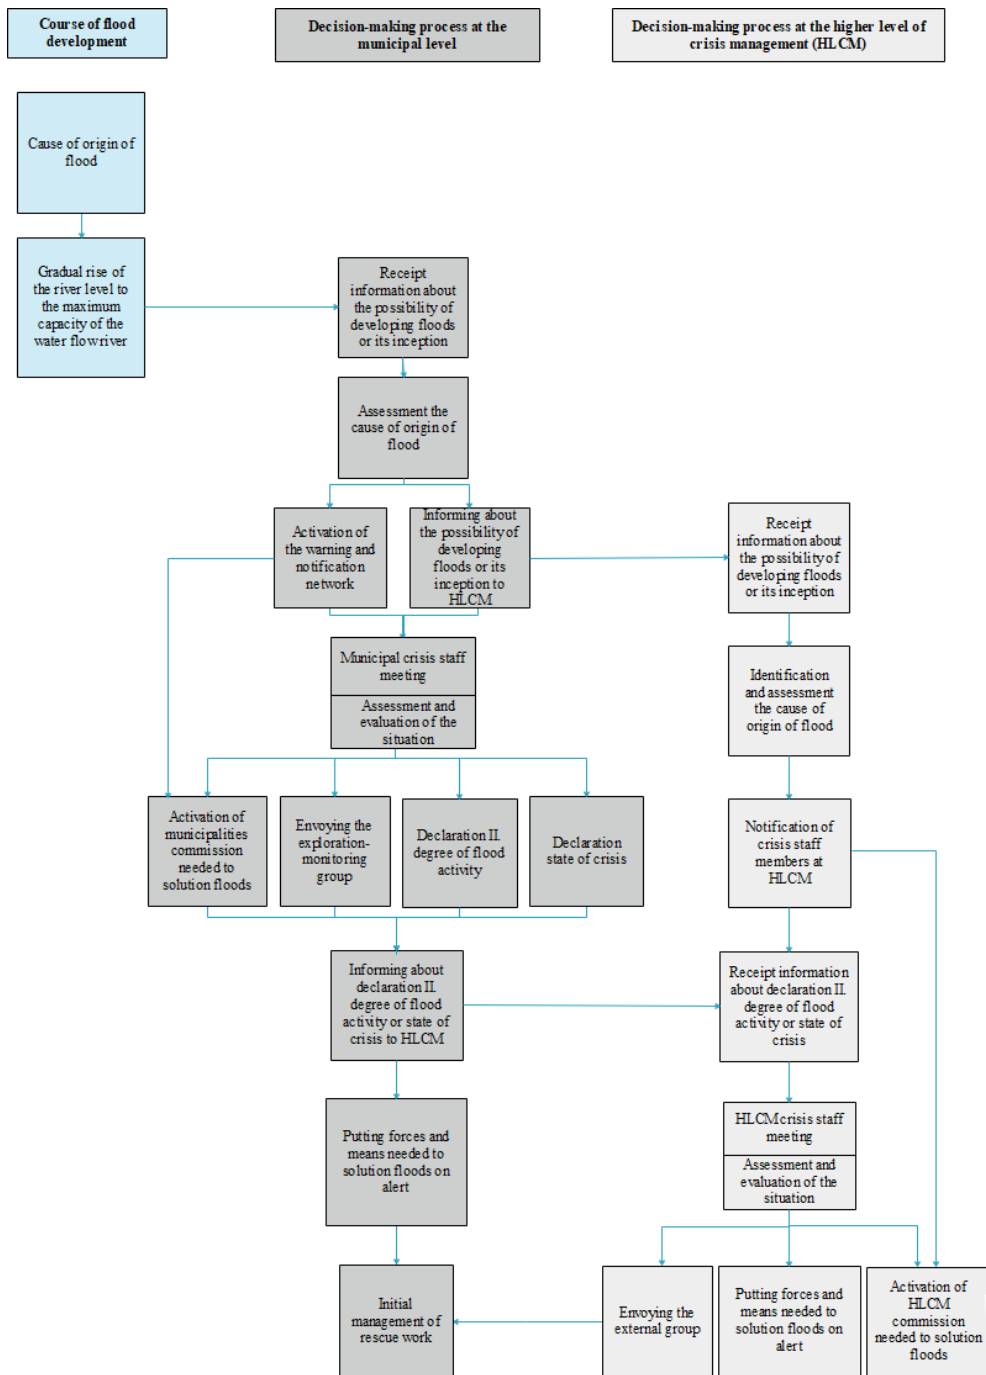 Course of flood
development
Decision-making process at the
municipal level
Decision-making process at the higher level of
crisis management (HLCM)
Cause of origin of
flood
Gradual rise of
the river level to
the maximum
capacity of the
water flowriver
Receipt
information about
the possibility of
developing floods
or its inception
Assessment the
cause of origin of
flood
Activation of
the warning and
notification
network
Informing about
the possibility of
developing
floods or its
inception to
HLCM
Receipt
information about
the possibility of
developing floods
or its inception
Municipal crisis staff
meeting
Assessment and
evaluation of the
situation
Identification
and assessment
the cause of
origin of flood
Activation of
municipalities
commission
needed to
solution floods
Envoying the
exploration-
monitoring
group
Declaration II.
degree of flood
activity
Declaration
state of crisis
Notification of
crisis staff
members at
HLCM
Informing about
declaration II.
degree of flood
activity or state of
crisis to HLCM
Receipt information
about declaration II.
degree of flood
activity or state of
crisis
Putting forces and
means needed to
solution floods on
alert
HLCM crisis staff
meeting
Assessment and
evaluation of the
situation
Initial
management of
rescue work
Envoying the
external group
Putting forces and
means needed to
solution floods on
alert
Activation of
HLCM
commission
needed to solution
floods